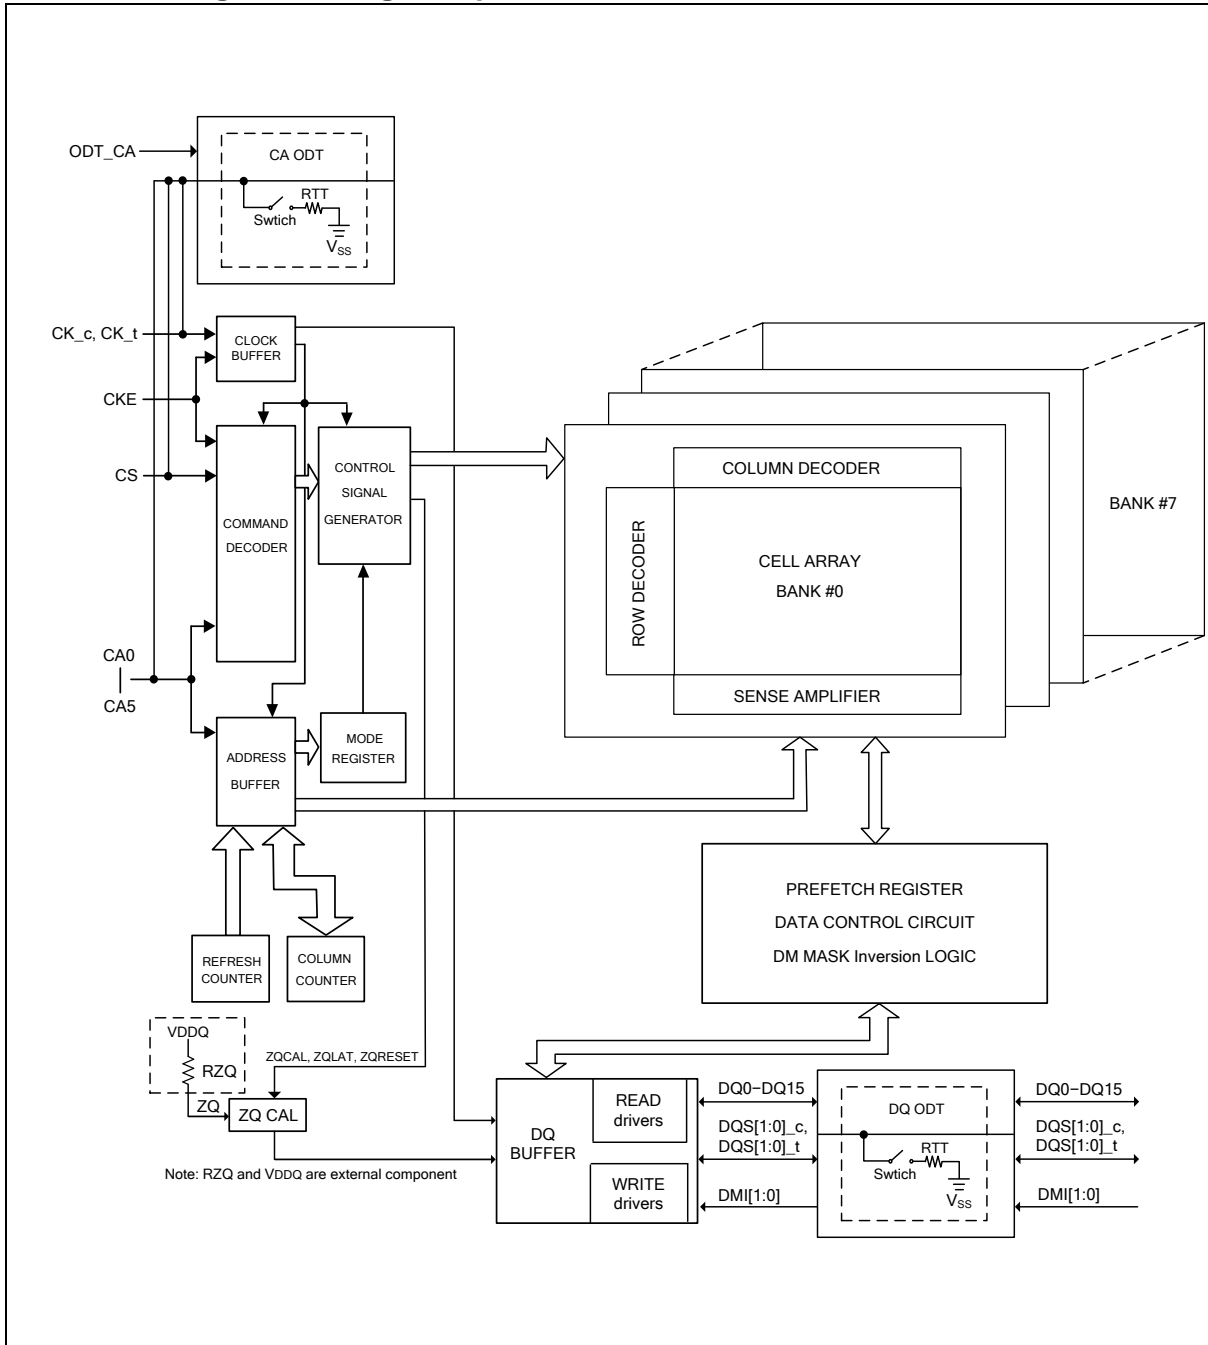 ODT_CA
CA ODT
RTT
Swtich
VSS
CK_c, CK_t
CLOCK
BUFFER
CKE
CS
COMMAND
DECODER
CONTROL
SIGNAL
GENERATOR
COLUMN DECODER
ROW DECODER
CELL ARRAY
BANK #0
SENSE AMPLIFIER
BANK #7
CA0
CA5
ADDRESS
BUFFER
MODE
REGISTER
REFRESH
COUNTER
COLUMN
COUNTER
PREFETCH REGISTER
DATA CONTROL CIRCUIT
DM MASK Inversion LOGIC
VDDQ
RZQ
ZQ
ZQ CAL
ZQCAL, ZQLAT, ZQRESET
Note: RZQ and VDDQ are external component
DQ
BUFFER
READ
drivers
WRITE
drivers
DQ0−DQ15
DQS[1:0]_c,
DQS[1:0]_t
DMI[1:0]
DQ ODT
RTT
Swtich
VSS
DQ0−DQ15
DQS[1:0]_c,
DQS[1:0]_t
DMI[1:0]